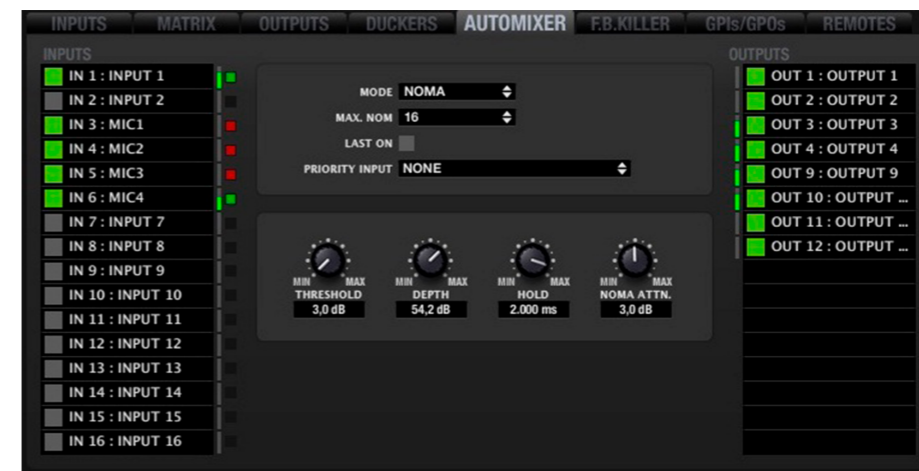 INPUTS MATRIX OUTPUTS DUCKERS AUTOMIXER F.B.KILLER GPIs/GPOs REMOTES
INPUTS
IN 1 : INPUT 1
IN 2 : INPUT 2
IN 3 : MIC1
IN 4 : MIC2
IN 5 : MIC3
IN 6 : MIC4
IN 7 : INPUT 7
IN 8 : INPUT 8
IN 9 : INPUT 9
IN 10 : INPUT 10
IN 11 : INPUT 11
IN 12 : INPUT 12
IN 13 : INPUT 13
IN 14 : INPUT 14
IN 15 : INPUT 15
IN 16 : INPUT 16
MODE NOMA
MAX. NOM 16
LAST ON
PRIORITY INPUT NONE
MIN MAX MIN MAX MIN MAX MIN MAX
THRESHOLD DEPTH HOLD NOMA ATTN.
3,0 dB 54,2 dB 2.000 ms 3,0 dB
OUTPUTS
OUT 1 : OUTPUT 1
OUT 2 : OUTPUT 2
OUT 3 : OUTPUT 3
OUT 4 : OUTPUT 4
OUT 9 : OUTPUT 9
OUT 10 : OUTPUT ...
OUT 11 : OUTPUT ...
OUT 12 : OUTPUT ...